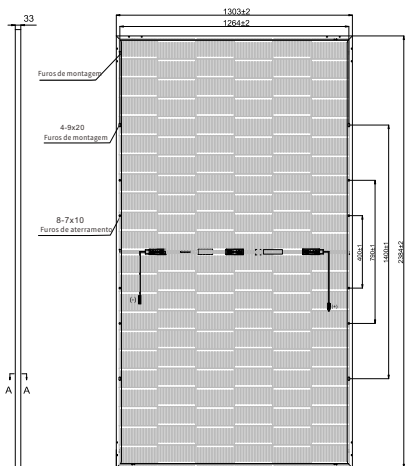 33
1303±2
1264±2
Furos de montagem
4-9x20
Furos de montagem
8-7x10
Furos de aterramento
400±1
790±1
1400±1
2384±2
(-)
(+)
A
A